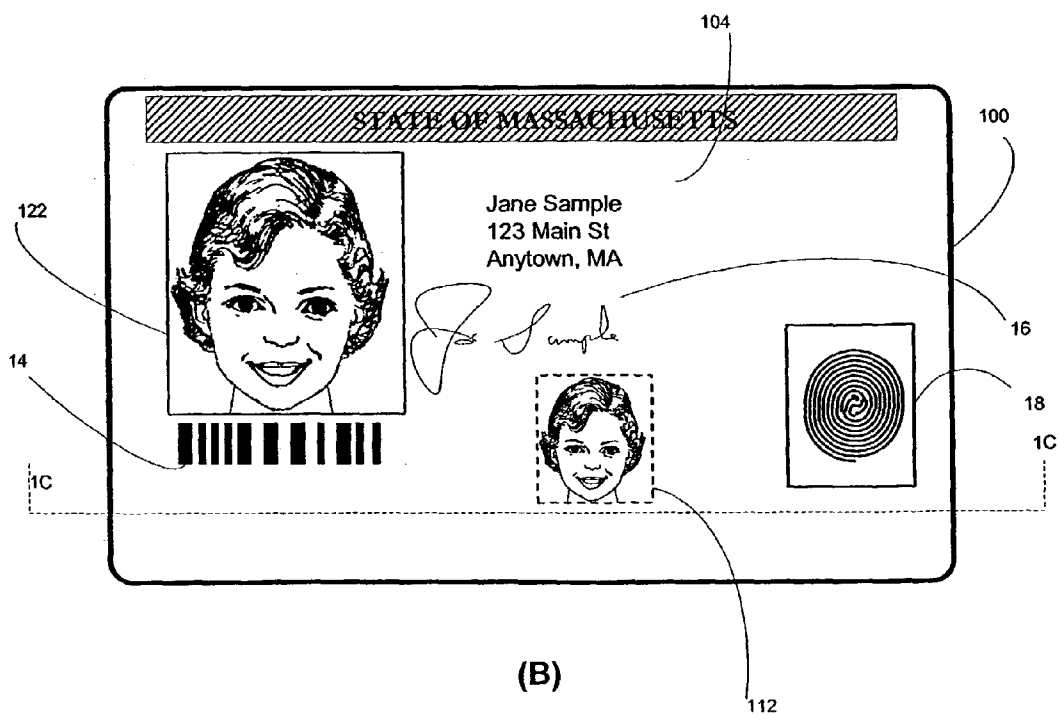 104
STATE OF MASSACHUSETTS
100
122
Jane Sample
123 Main St
Anytown, MA
J Sample
16
14
18
1C
1C
(B)
112